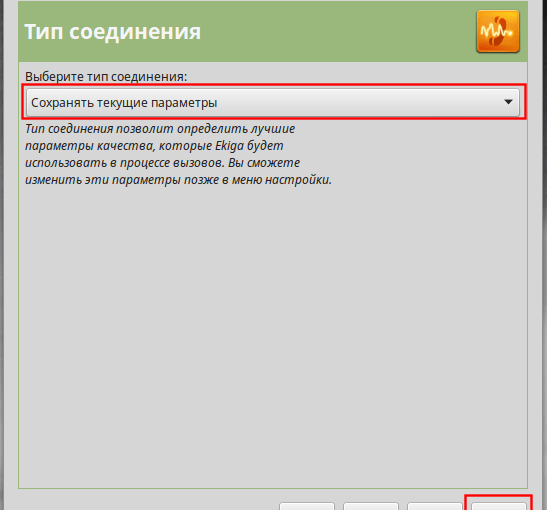 Тип соединения
Выберите тип соединения:
Сохранять текущие параметры
Тип соединения позволит определить лучшие
параметры качества, которые Ekiga будет
использовать в процессе вызовов. Вы сможете
изменить эти параметры позже в меню настройки.